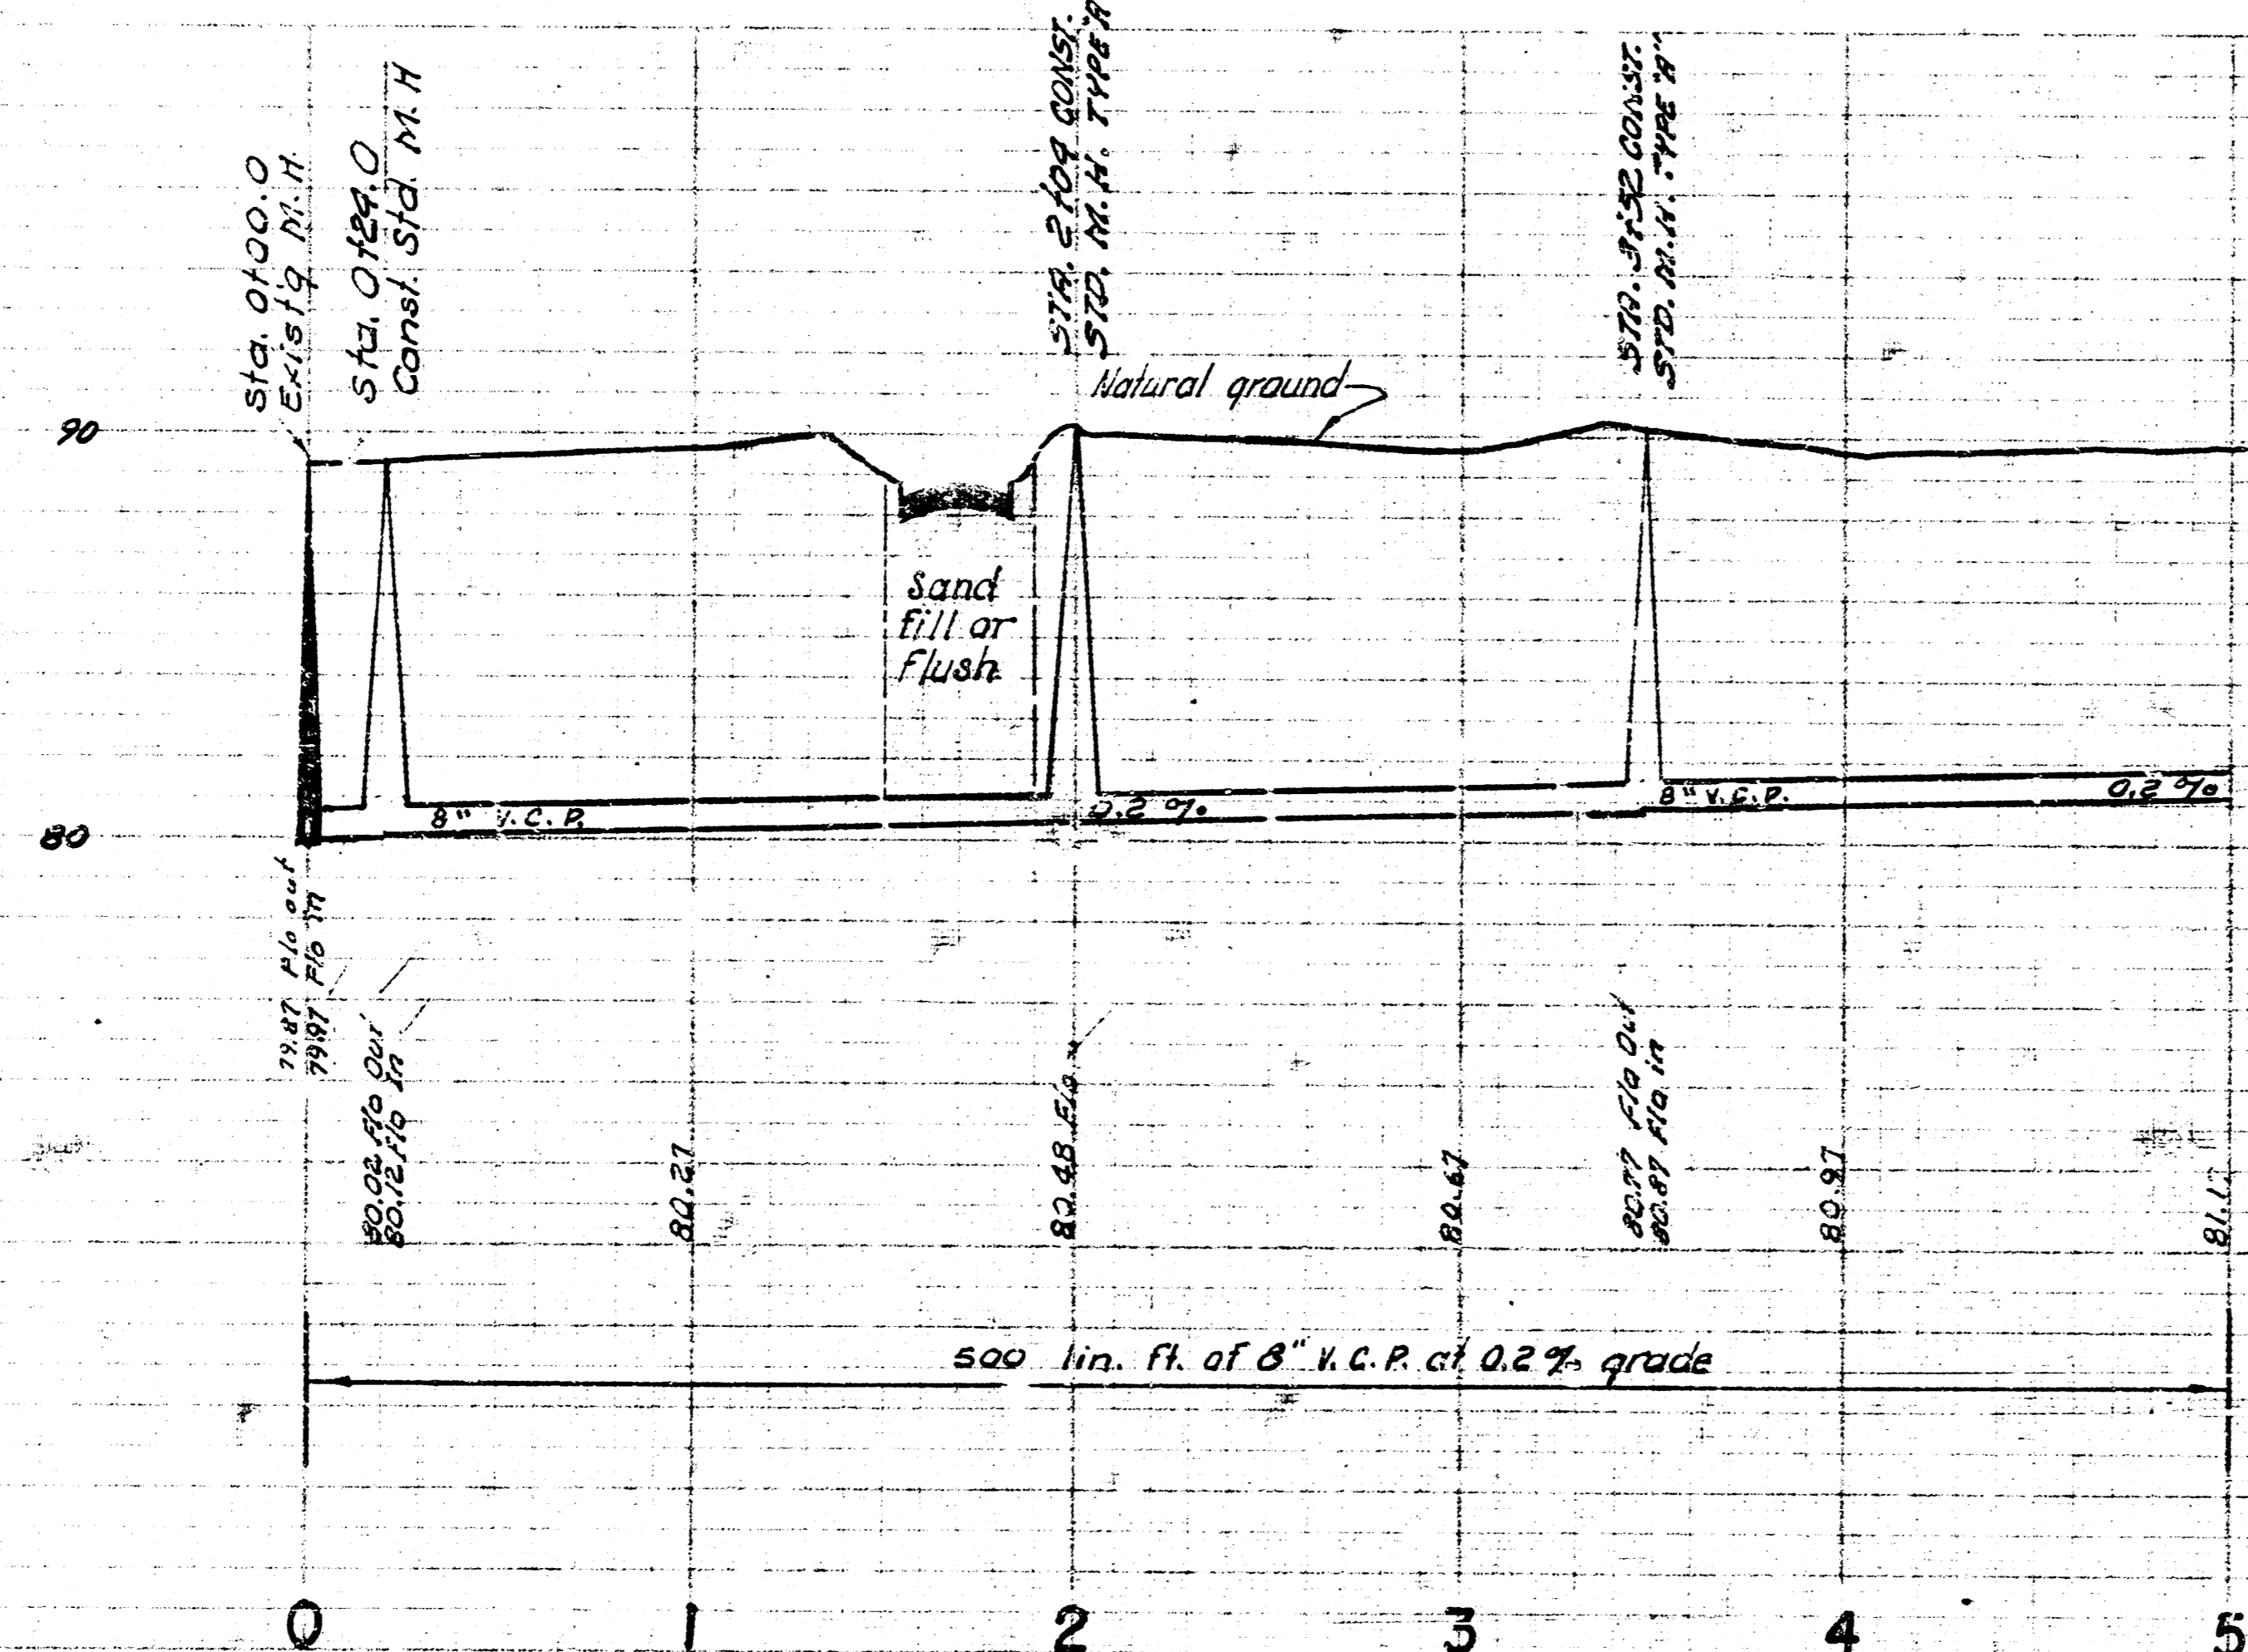 Sta. 0+00.0
Exist'g M.H.
Sta. 0+24.0
Const. Std. M.H
STA. 2+09 CONST.
STD. M.H. TYPE "A"
STA. 3+52 CONST.
STD. M.H. TYPE "A"
Natural ground
90
Sand
fill or
Flush
8" V.C.P.
0.2 %
8" V.C.P.
0.2 %
80
79.87 Flo out
79.97 Flo in
80.02 Flo Out
80.12 Flo In
80.27
80.48 Flo
80.67
80.77 Flo Out
80.87 Flo in
80.97
81.17
500 lin. ft. of 8" V.C.P. at 0.2 % grade
0 1 2 3 4 5